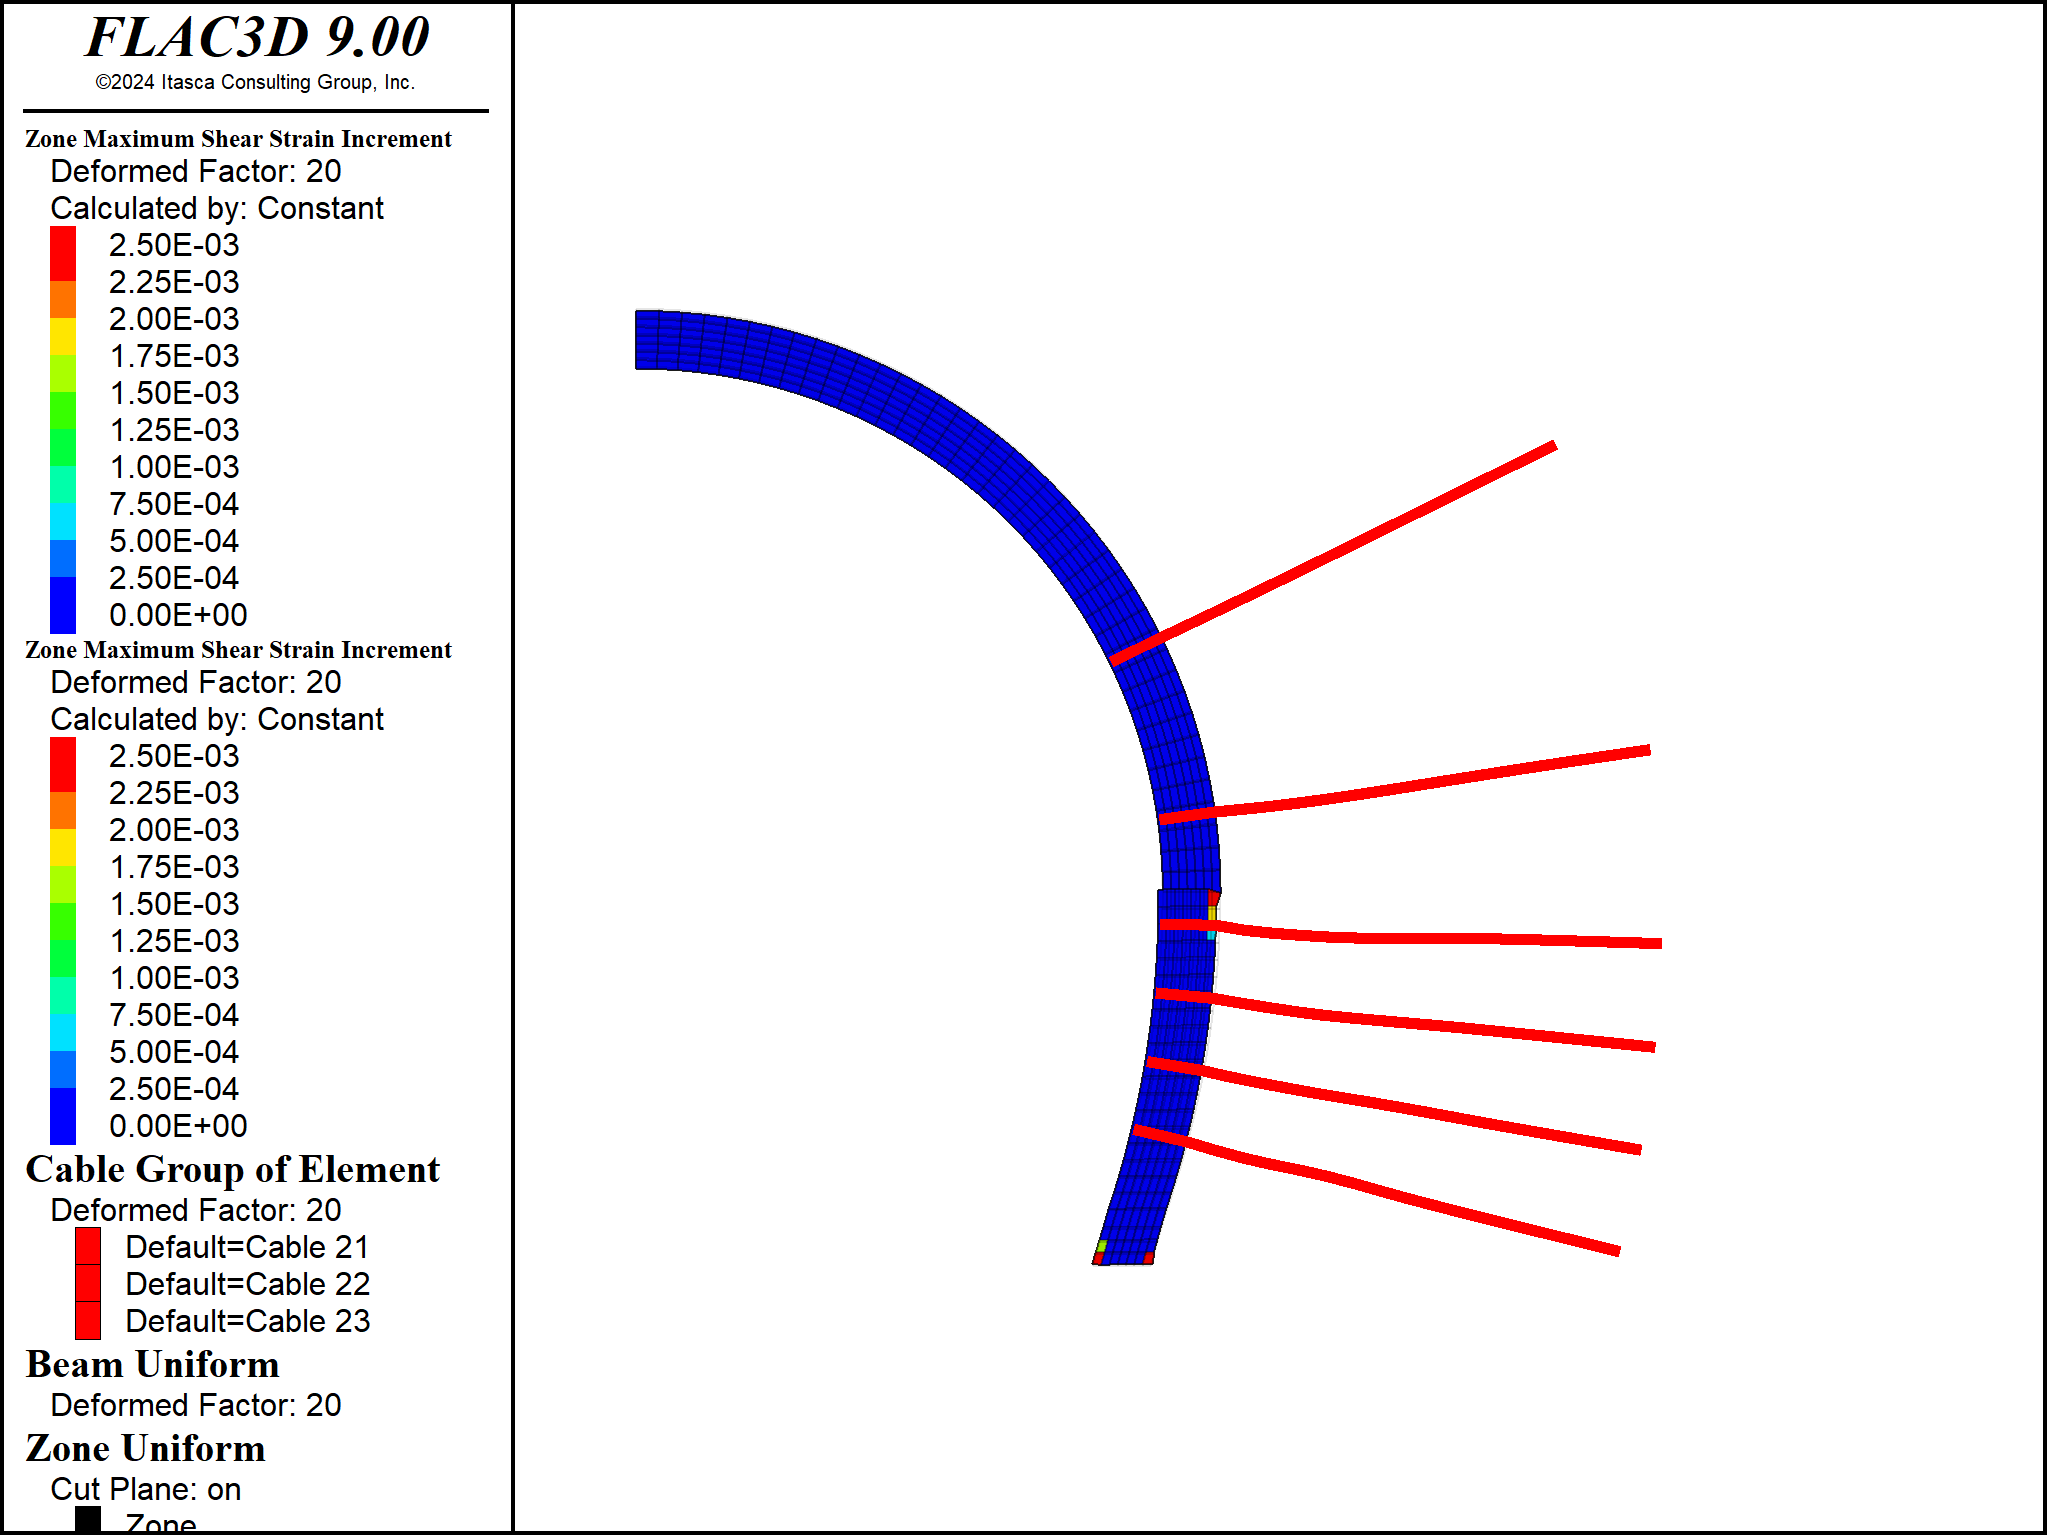 FLAC3D 9.00
©2024 Itasca Consulting Group, Inc.
Zone Maximum Shear Strain Increment
Deformed Factor: 20
Calculated by: Constant
2.50E-03
2.25E-03
2.00E-03
1.75E-03
1.50E-03
1.25E-03
1.00E-03
7.50E-04
5.00E-04
2.50E-04
0.00E+00
Zone Maximum Shear Strain Increment
Deformed Factor: 20
Calculated by: Constant
2.50E-03
2.25E-03
2.00E-03
1.75E-03
1.50E-03
1.25E-03
1.00E-03
7.50E-04
5.00E-04
2.50E-04
0.00E+00
Cable Group of Element
Deformed Factor: 20
Default=Cable 21
Default=Cable 22
Default=Cable 23
Beam Uniform
Deformed Factor: 20
Zone Uniform
Cut Plane: on
Zone